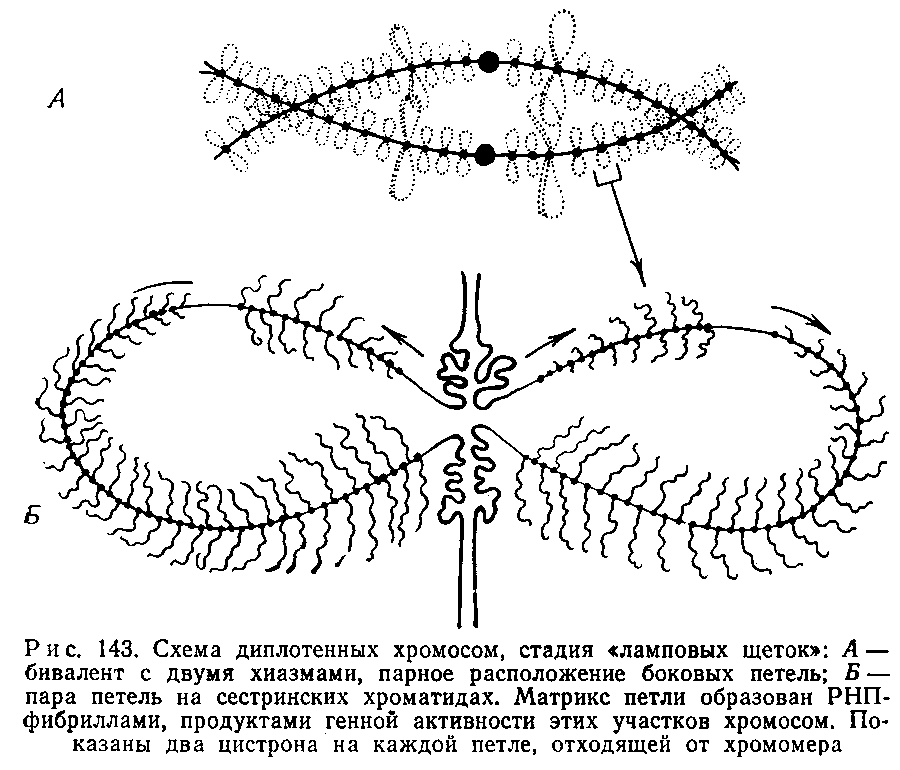 А
Б
Рис. 143. Схема диплотенных хромосом, стадия «ламповых щеток»: А —
бивалент с двумя хиазмами, парное расположение боковых петель; Б —
пара петель на сестринских хроматидах. Матрикс петли образован РНП-
фибриллами, продуктами генной активности этих участков хромосом. По-
казаны два цистрона на каждой петле, отходящей от хромомера